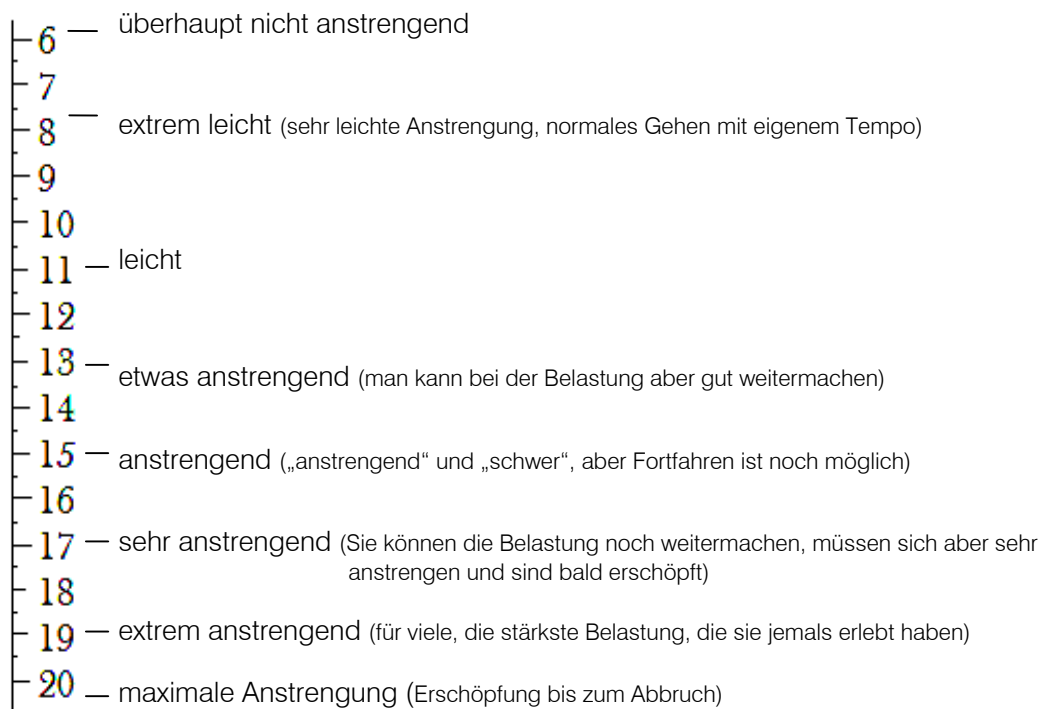 6 — überhaupt nicht anstrengend
7
8 — extrem leicht (sehr leichte Anstrengung, normales Gehen mit eigenem Tempo)
9
10
11 — leicht
12
13 — etwas anstrengend (man kann bei der Belastung aber gut weitermachen)
14
15 — anstrengend („anstrengend“ und „schwer“, aber Fortfahren ist noch möglich)
16
17 — sehr anstrengend (Sie können die Belastung noch weitermachen, müssen sich aber sehr
anstrengen und sind bald erschöpft)
18
19 — extrem anstrengend (für viele, die stärkste Belastung, die sie jemals erlebt haben)
20 — maximale Anstrengung (Erschöpfung bis zum Abbruch)